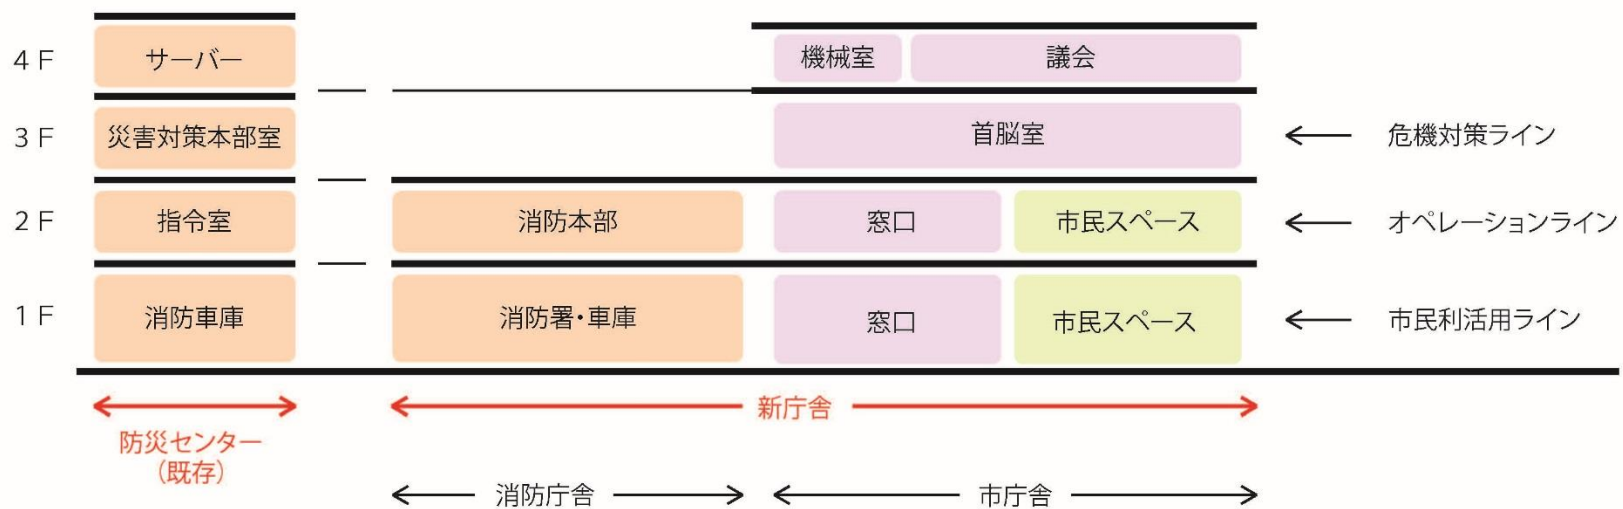 4F
サーバー
機械室
議会
3F
災害対策本部室
首脳室
危機対策ライン
2F
指令室
消防本部
窓口
市民スペース
オペレーションライン
1F
消防車庫
消防署・車庫
窓口
市民スペース
市民利活用ライン
新庁舎
防災センター
(既存)
消防庁舎
市庁舎